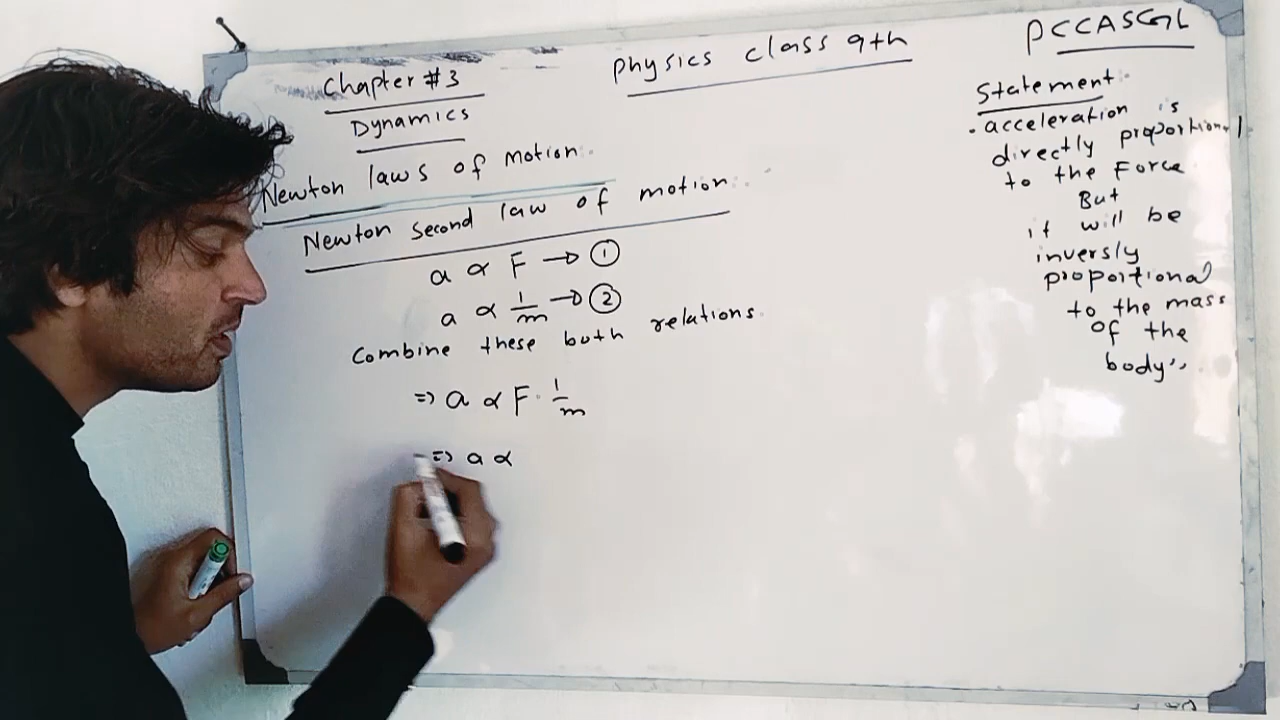 Chapter #3
Dynamics
Physics class 9th
PCCASGL
Newton laws of motion.
Newton second law of motion.
a ∝ F → ①
a ∝ 1/m → ②
Combine these both relations.
⇒ a ∝ F · 1/m
⇒ a ∝
Statement:
acceleration is
directly proportional
to the Force
But
it will be
inversly
proportional
to the mass
of the
body",